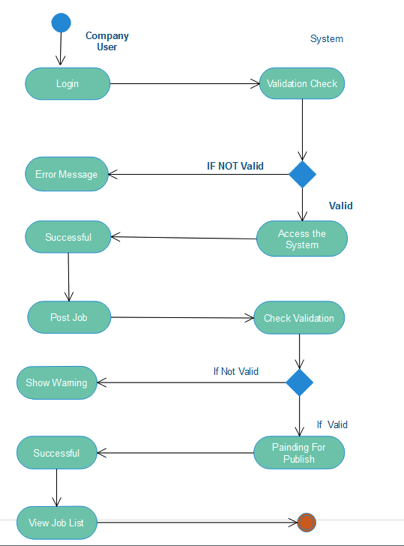 Company
User
System
Login
Validation Check
IF NOT Valid
Error Message
Valid
Successful
Access the
System
Post Job
Check Validation
If Not Valid
Show Warning
If Valid
Successful
Painding For
Publish
View Job List